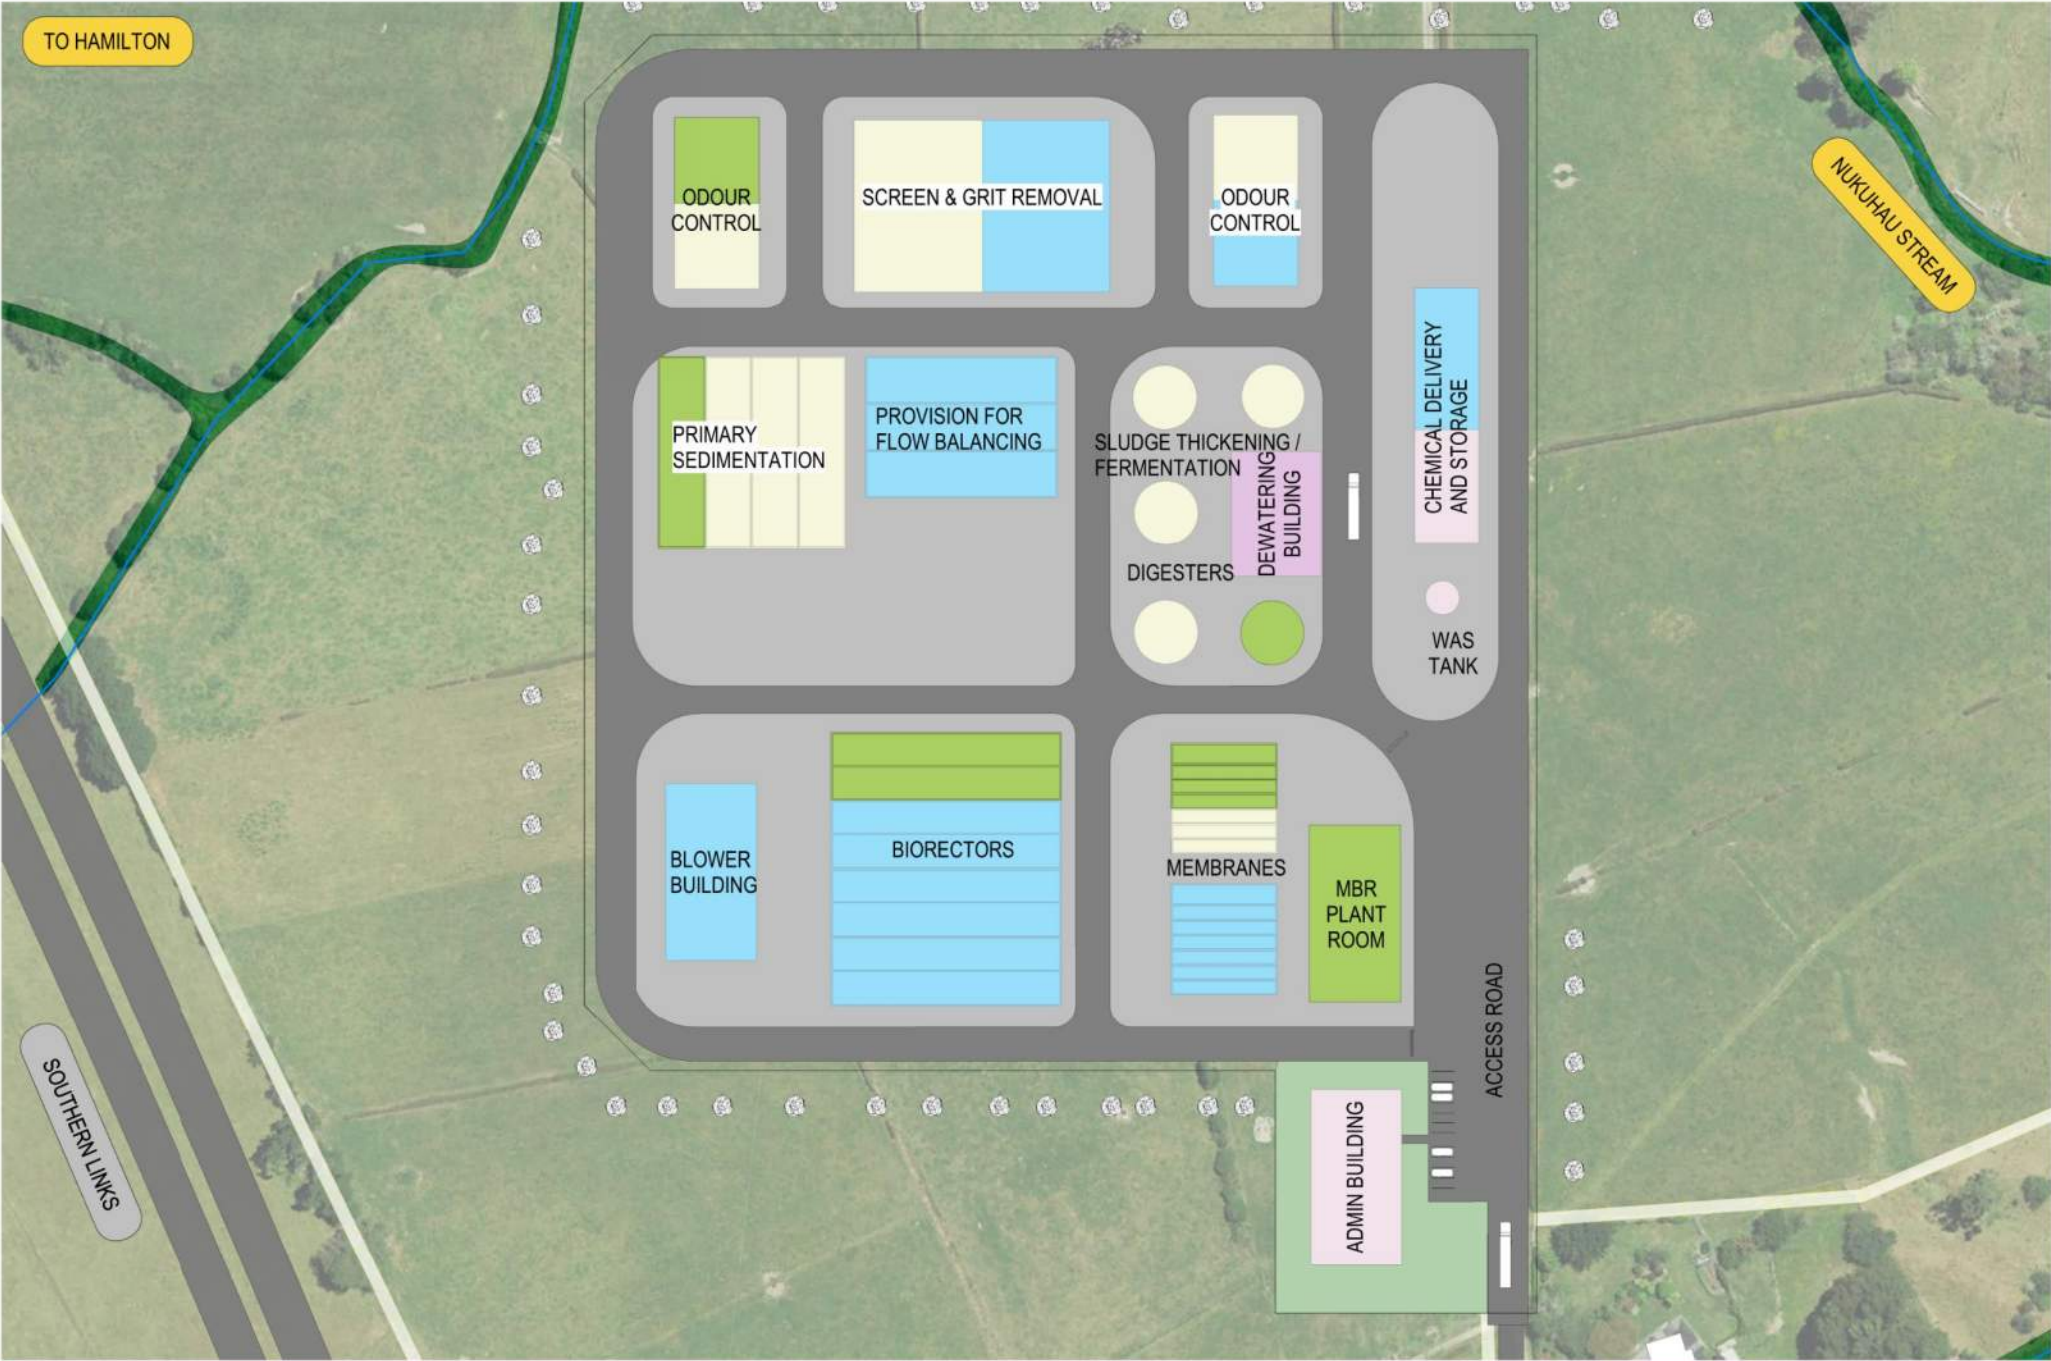 TO HAMILTON
NUKUHAU STREAM
ODOUR
CONTROL
SCREEN & GRIT REMOVAL
ODOUR
CONTROL
CHEMICAL DELIVERY
AND STORAGE
PRIMARY
SEDIMENTATION
PROVISION FOR
FLOW BALANCING
SLUDGE THICKENING /
FERMENTATION
DEWATERING
BUILDING
DIGESTERS
WAS
TANK
BLOWER
BUILDING
BIORECTORS
MEMBRANES
MBR
PLANT
ROOM
ACCESS ROAD
SOUTHERN LINKS
ADMIN BUILDING